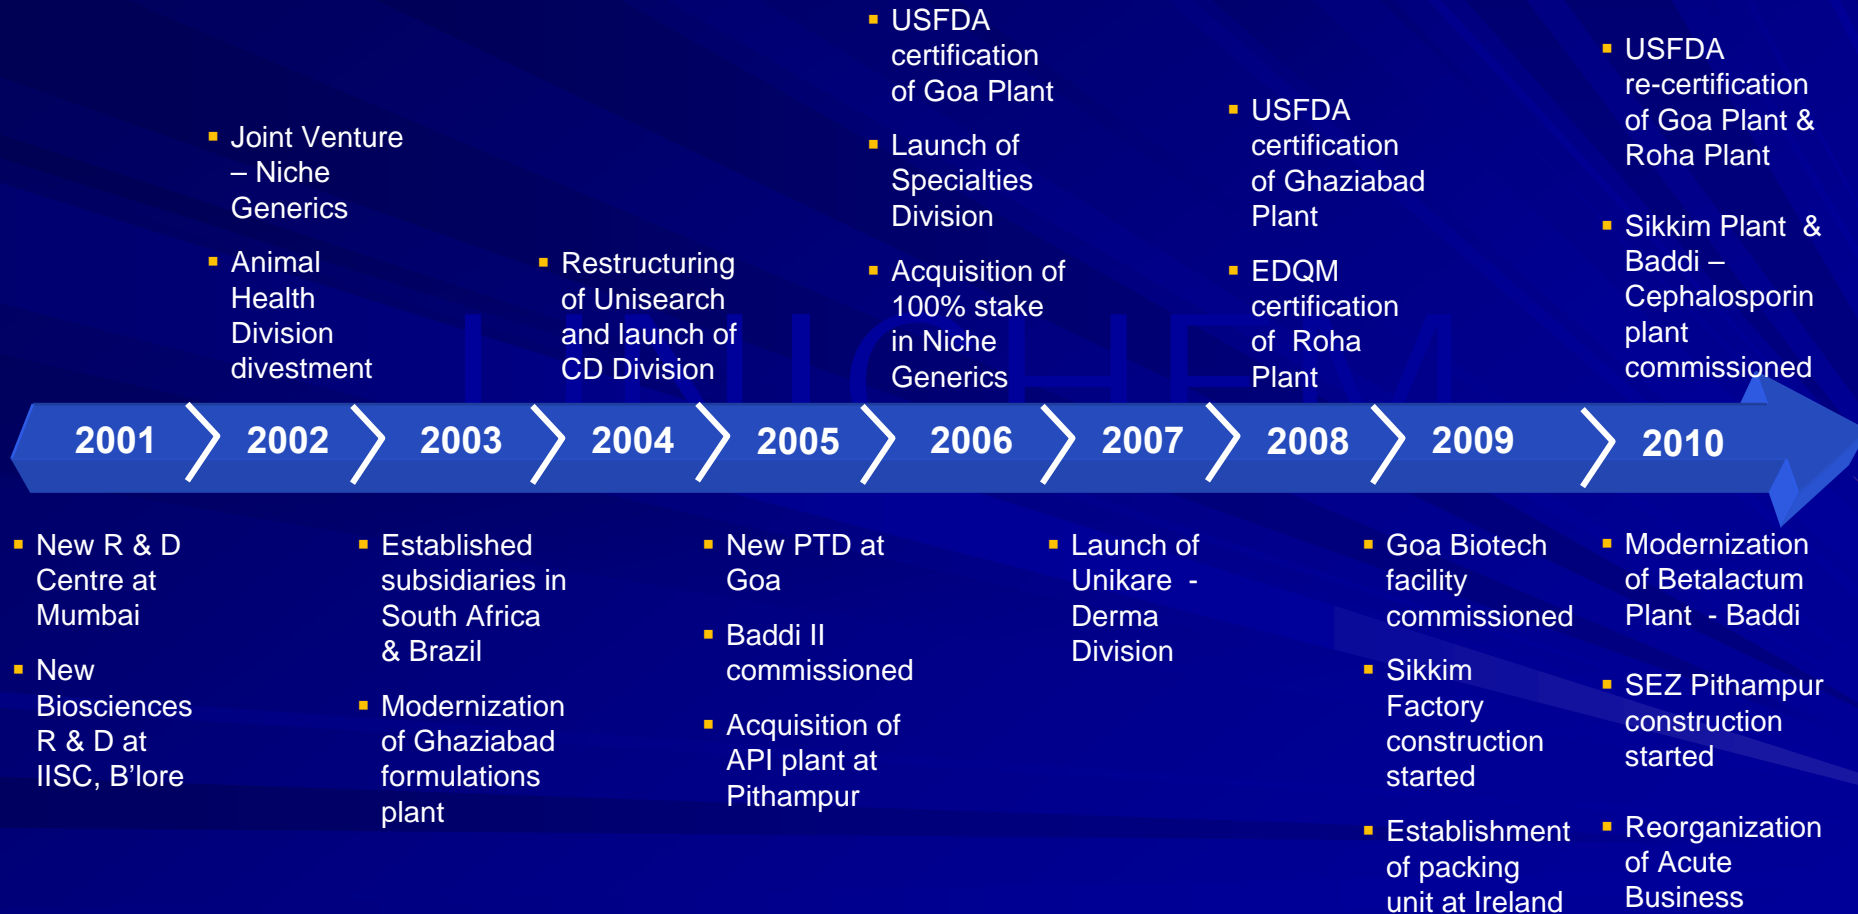 USFDA
certification
of Goa Plant
Launch of
Specialties
Division
Acquisition of
100% stake
in Niche
Generics
USFDA
re-certification
of Goa Plant &
Roha Plant
Sikkim Plant &
Baddi –
Cephalosporin
plant
commissioned
USFDA
certification
of Ghaziabad
Plant
EDQM
certification
of Roha
Plant
Joint Venture
– Niche
Generics
Animal
Health
Division
divestment
Restructuring
of Unisearch
and launch of
CD Division
UNICHEM
2001
2002
2003
2004
2005
2006
2007
2008
2009
2010
New R & D
Centre at
Mumbai
New
Biosciences
R & D at
IISC, B’lore
Established
subsidiaries in
South Africa
& Brazil
Modernization
of Ghaziabad
formulations
plant
New PTD at
Goa
Baddi II
commissioned
Acquisition of
API plant at
Pithampur
Launch of
Unikare -
Derma
Division
Goa Biotech
facility
commissioned
Sikkim
Factory
construction
started
Establishment
of packing
unit at Ireland
Modernization
of Betalactum
Plant - Baddi
SEZ Pithampur
construction
started
Reorganization
of Acute
Business